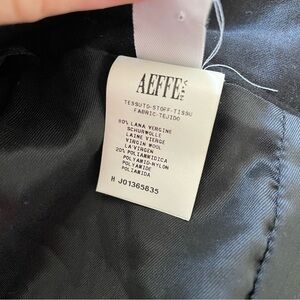 AEFFE
TESSUTO-STOFF-TISSU
FABRIC-TEJIDO
80% LANA VERGINE
SCHURWOLLE
LAINE VIERGE
VIRGIN WOOL
LA'VIRGEN
20% POLIAMMIDICA
POLYAMID-NYLON
POLYAMIDE
POLIAMIDA
H J01365835